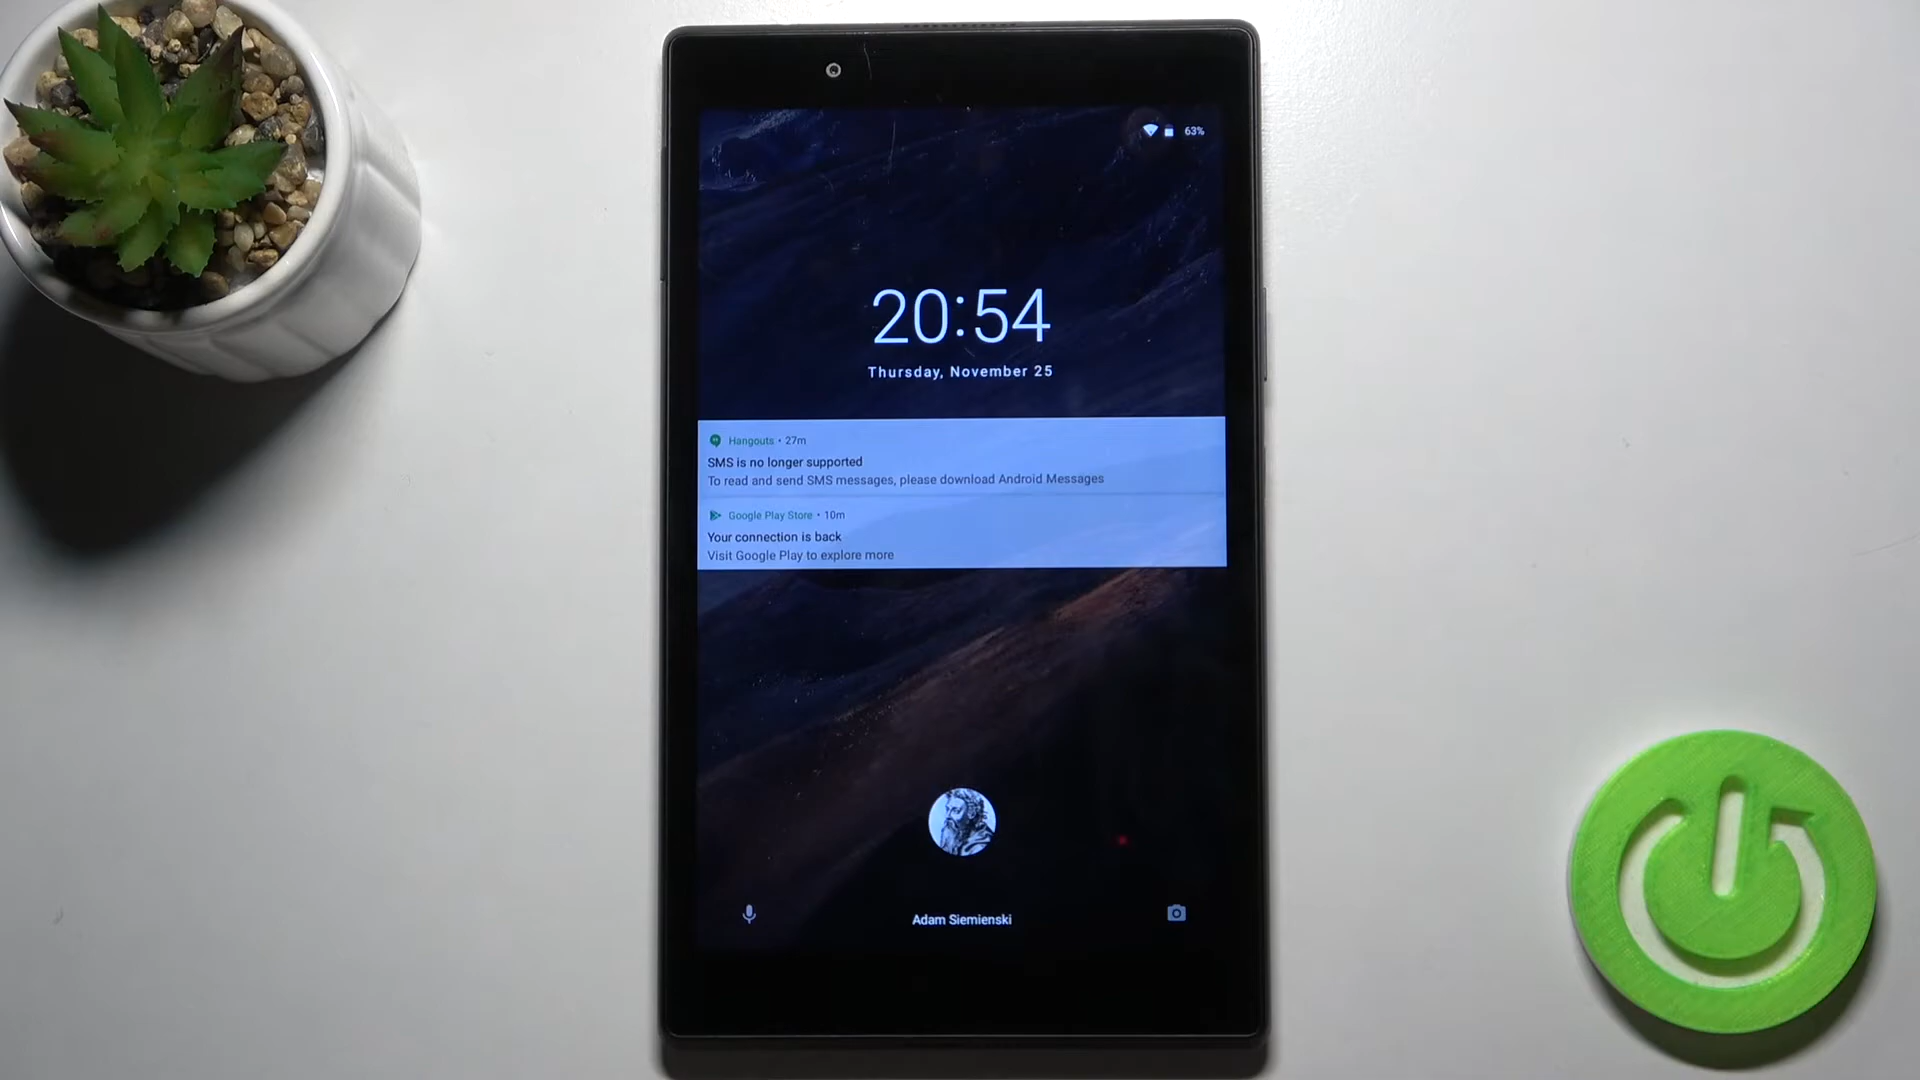 63%
20:54
Thursday, November 25
Hangouts • 27m
SMS is no longer supported
To read and send SMS messages, please download Android Messages
Google Play Store • 10m
Your connection is back
Visit Google Play to explore more
Adam Siemienski